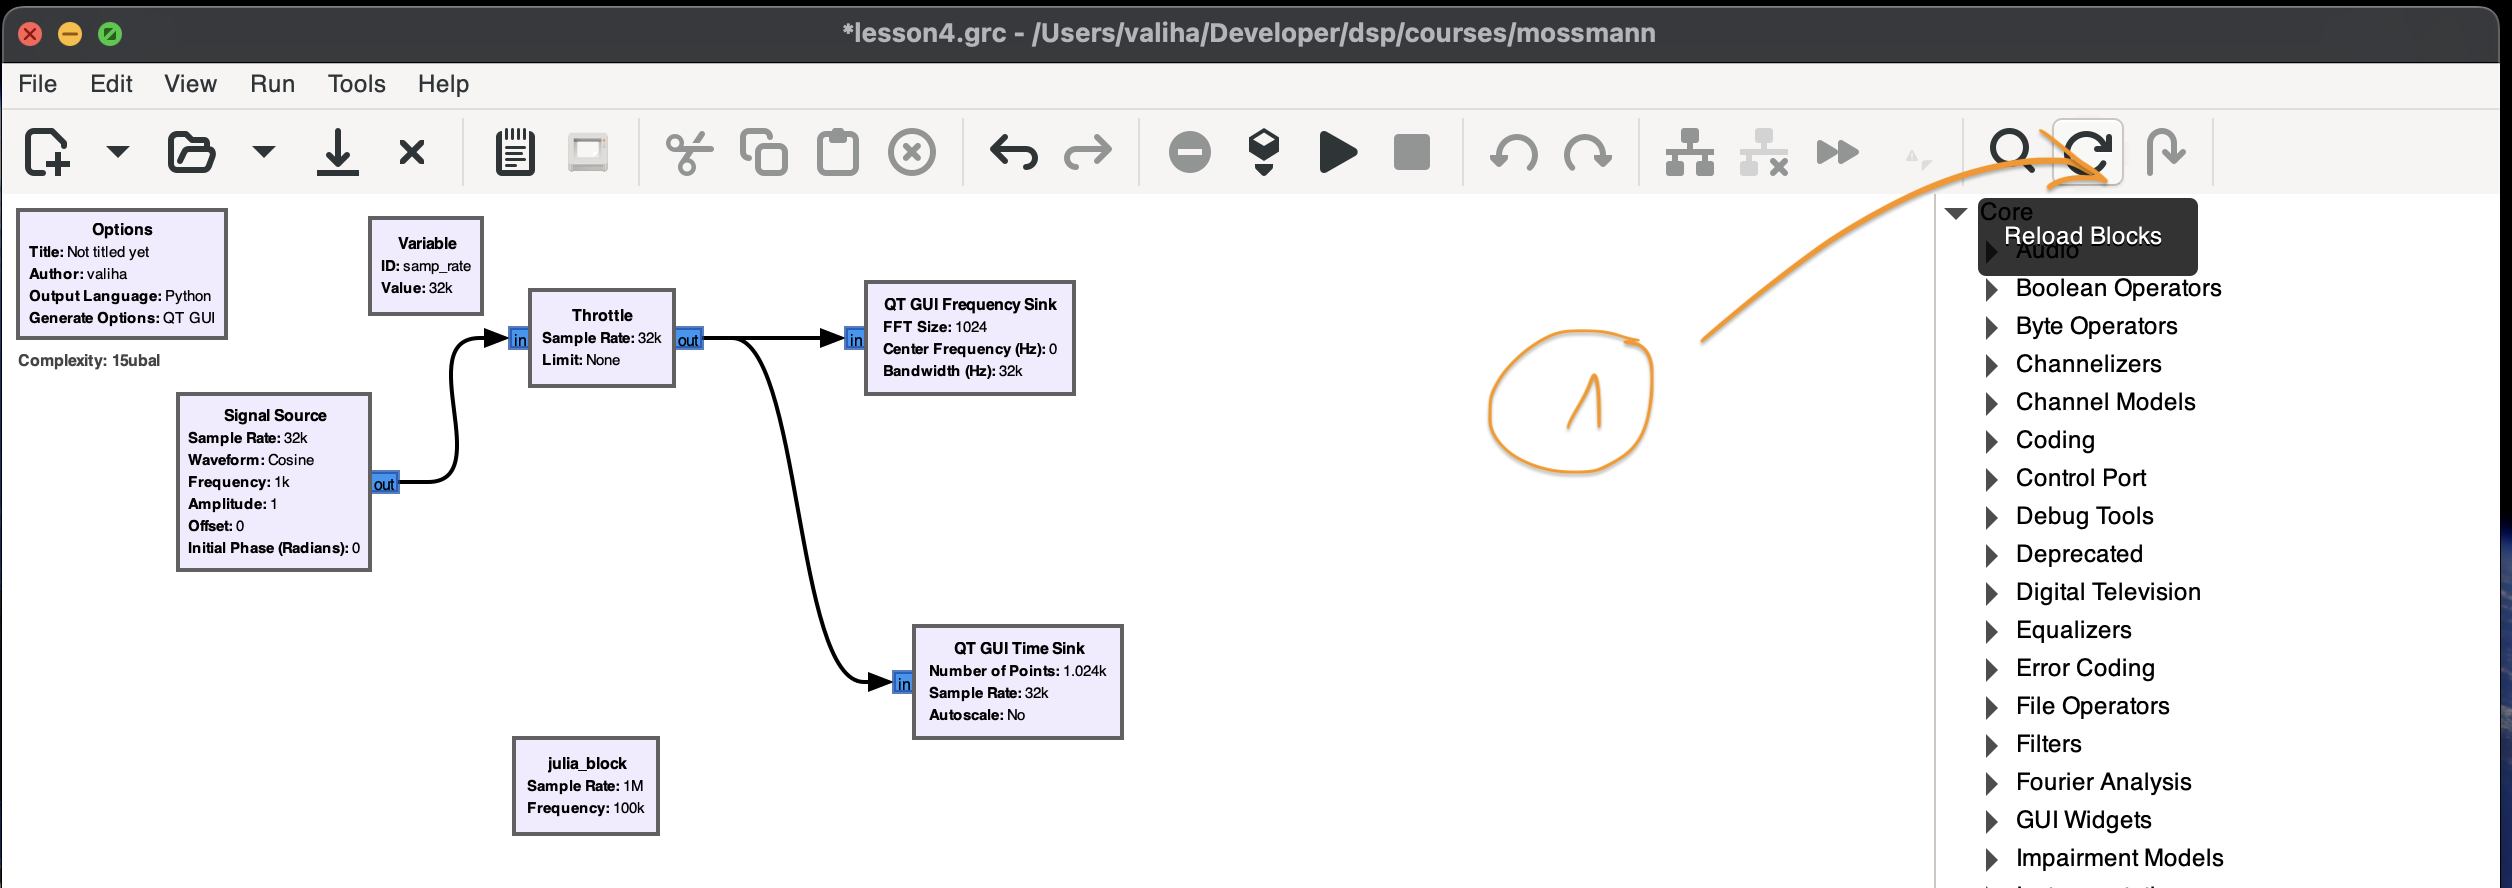 *lesson4.grc - /Users/valiha/Developer/dsp/courses/mossmann
File Edit View Run Tools Help
Options
Title: Not titled yet
Author: valiha
Output Language: Python
Generate Options: QT GUI
Complexity: 15ubal
Variable
ID: samp_rate
Value: 32k
Signal Source
Sample Rate: 32k
Waveform: Cosine
Frequency: 1k
Amplitude: 1
Offset: 0
Initial Phase (Radians): 0
out
in
Throttle
Sample Rate: 32k
Limit: None
out
in
QT GUI Frequency Sink
FFT Size: 1024
Center Frequency (Hz): 0
Bandwidth (Hz): 32k
in
QT GUI Time Sink
Number of Points: 1.024k
Sample Rate: 32k
Autoscale: No
julia_block
Sample Rate: 1M
Frequency: 100k
1
Core
Reload Blocks
Audio
Boolean Operators
Byte Operators
Channelizers
Channel Models
Coding
Control Port
Debug Tools
Deprecated
Digital Television
Equalizers
Error Coding
File Operators
Filters
Fourier Analysis
GUI Widgets
Impairment Models